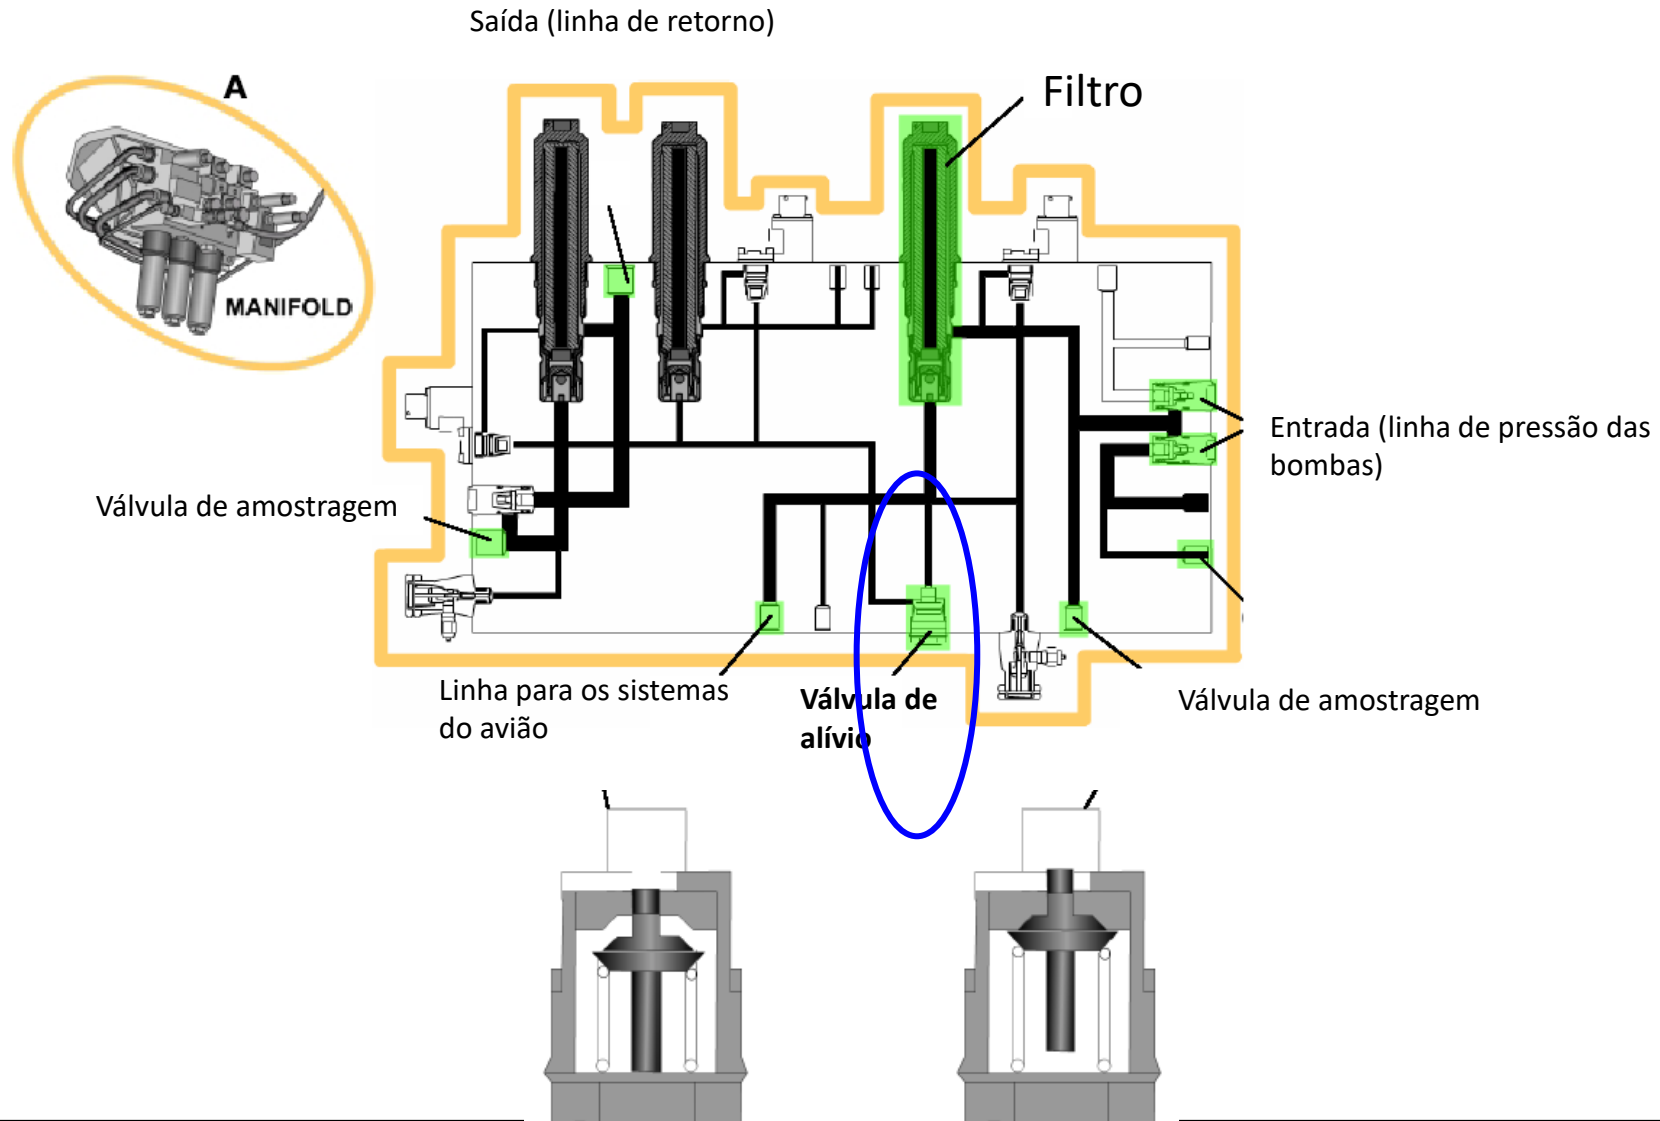 Saída (linha de retorno)
A
Filtro
MANIFOLD
Entrada (linha de pressão das
bombas)
Válvula de amostragem
Linha para os sistemas
do avião
Válvula de
alívio
Válvula de amostragem